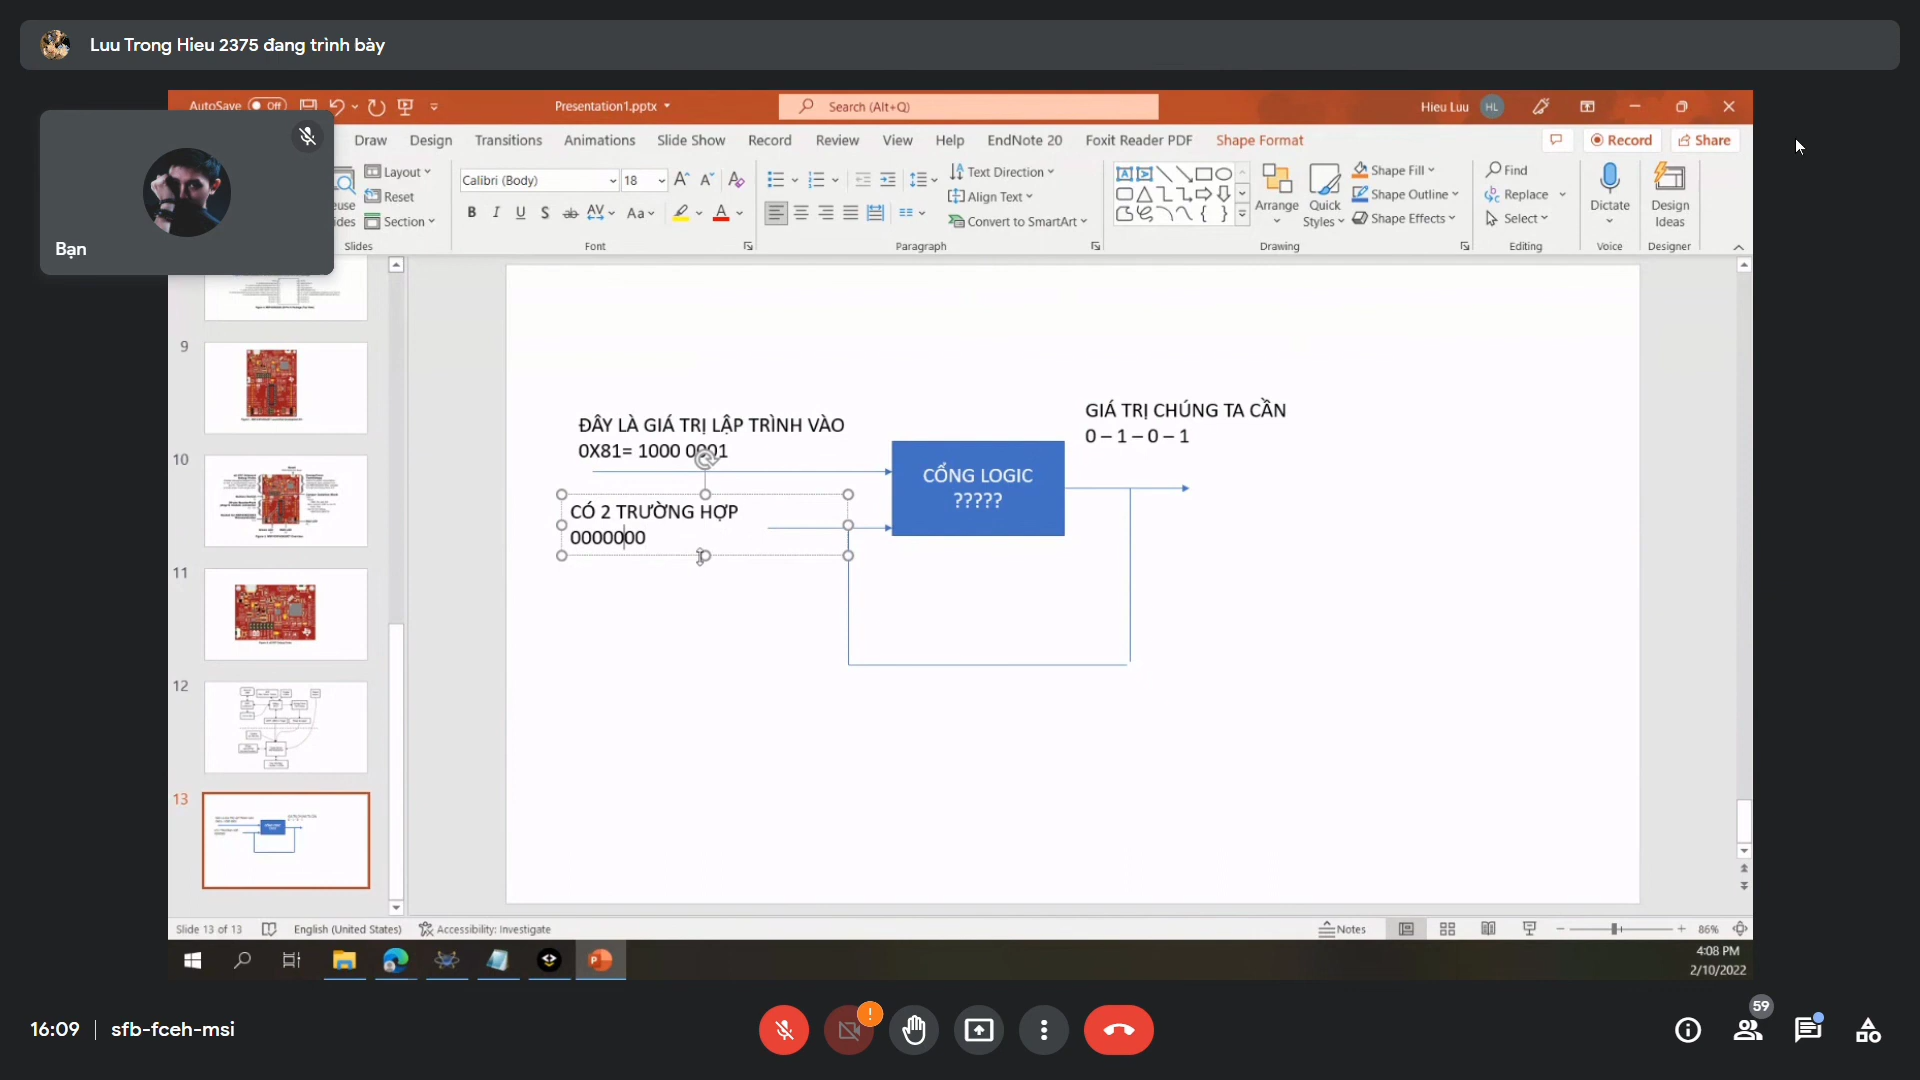 Luu Trong Hieu 2375 đang trình bày
AutoSave Off
Presentation1.pptx
Search (Alt+Q)
Hieu Luu HL
Bạn
Draw Design Transitions Animations Slide Show Record Review View Help EndNote 20 Foxit Reader PDF Shape Format
Record Share
Layout
Reset
Section
Slides
Calibri (Body) 18
Font
Text Direction
Align Text
Convert to SmartArt
Paragraph
Arrange
Quick
Styles
Shape Fill
Shape Outline
Shape Effects
Drawing
Find
Replace
Select
Editing
Dictate
Voice
Design
Ideas
Designer
9
10
11
12
13
ĐÂY LÀ GIÁ TRỊ LẬP TRÌNH VÀO
0X81= 1000 0001
CÓ 2 TRƯỜNG HỢP
0000000
CỔNG LOGIC
?????
GIÁ TRỊ CHÚNG TA CẦN
0 – 1 – 0 – 1
Slide 13 of 13 English (United States) Accessibility: Investigate
Notes 86%
4:08 PM
2/10/2022
16:09 | sfb-fceh-msi
59